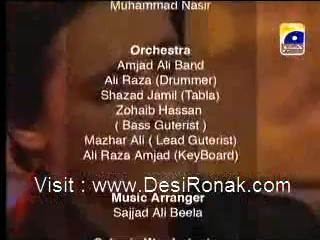 Muhammad Nasir
Orchestra
Amjad Ali Band
Ali Raza (Drummer)
Shazad Jamil (Tabla)
Zohaib Hassan
( Bass Guterist )
Mazhar Ali ( Lead Guterist)
Ali Raza Amjad (KeyBoard)
Visit : www.DesiRonak.com
Music Arranger
Sajjad Ali Beela